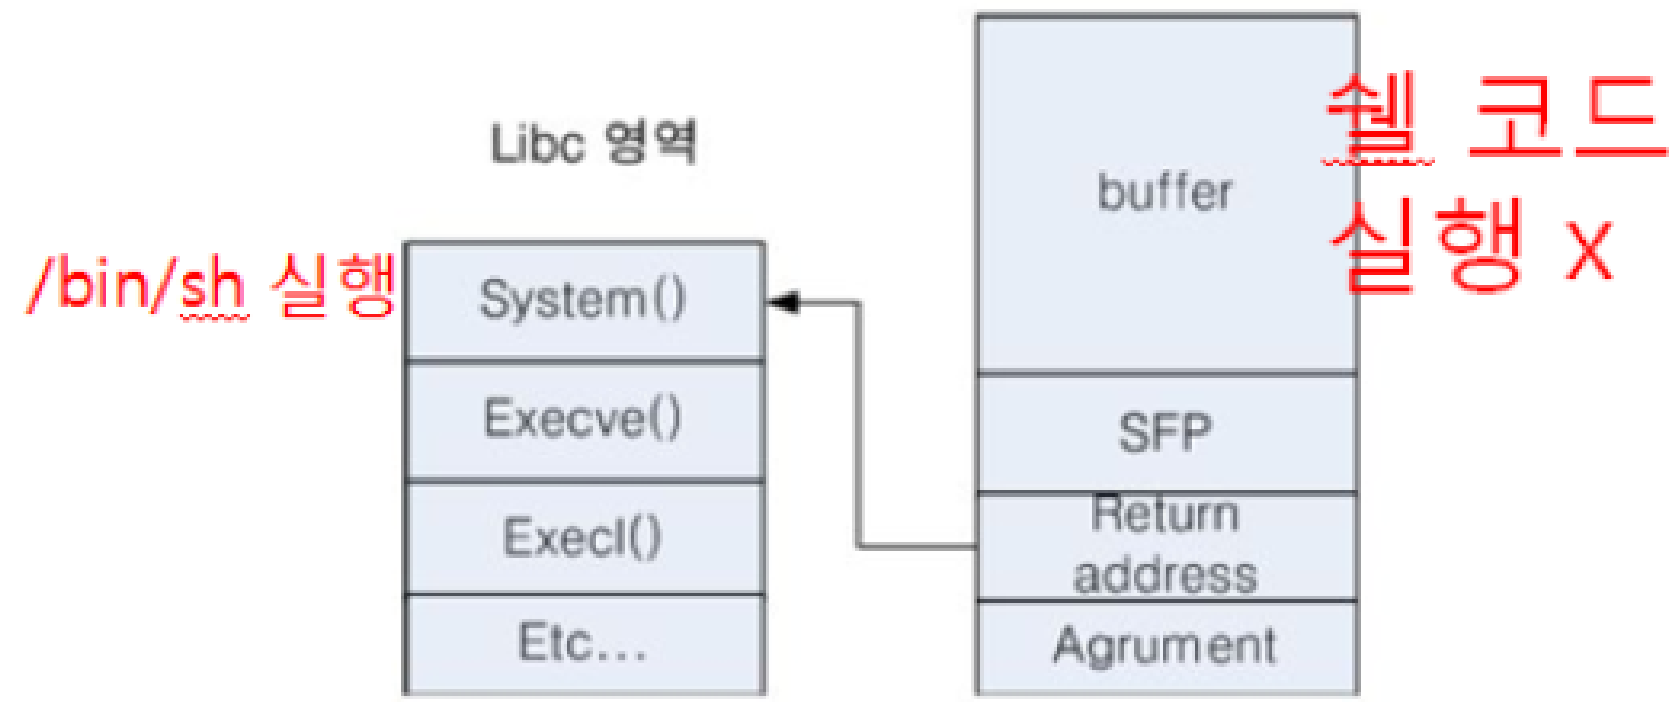 Libc 영역
/bin/sh 실행
System()
Execve()
Execl()
Etc...
buffer
쉘 코드
실행 x
SFP
Return
address
Agrument